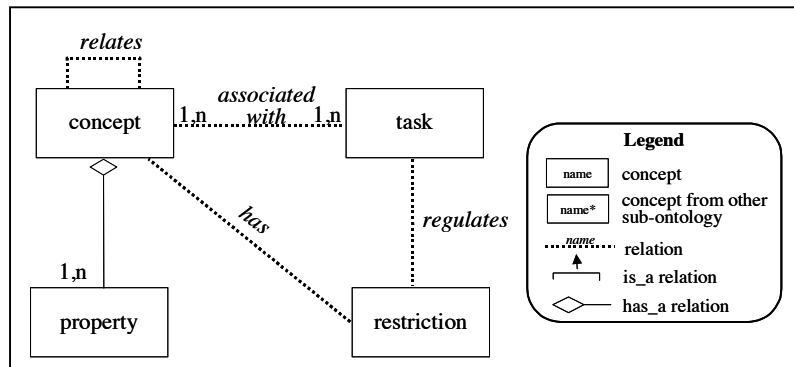 relates
concept
1,n
associated
with
1,n
task
has
regulates
1,n
property
restriction
Legend
name
concept
name*
concept from other
sub-ontology
name
relation
is_a relation
has_a relation